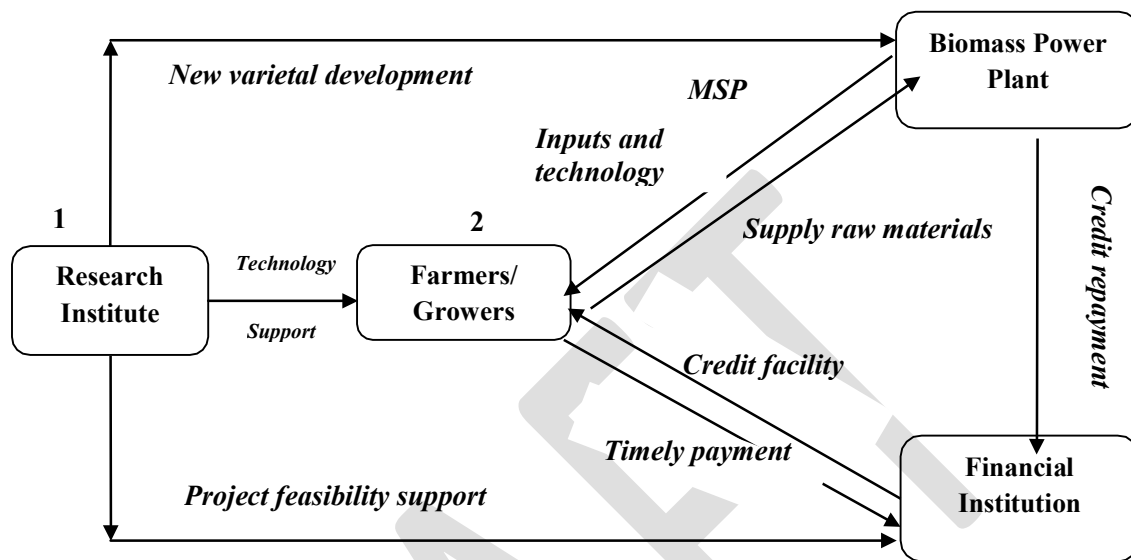 Biomass Power
Plant
New varietal development
MSP
Inputs and
technology
1
2
Supply raw materials
Credit repayment
Research
Institute
Technology
Support
Farmers/
Growers
Credit facility
Timely payment
Project feasibility support
Financial
Institution